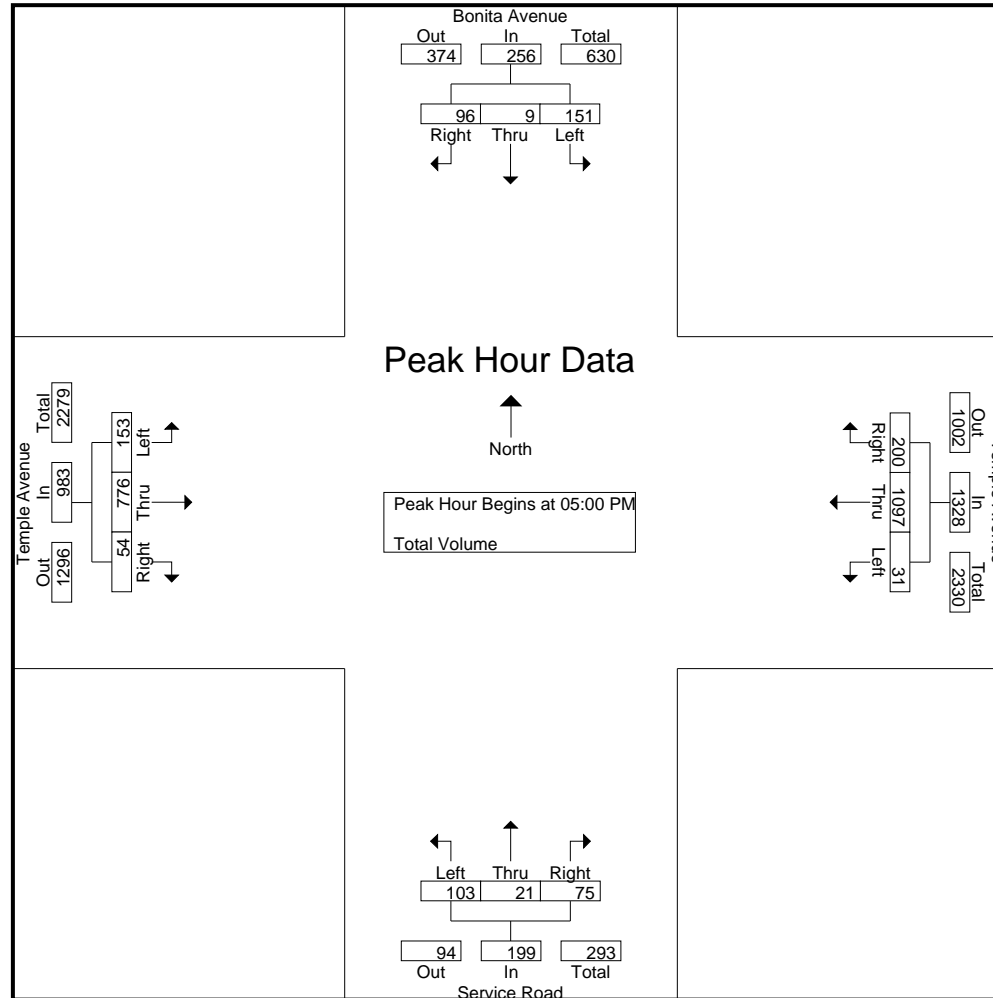 Bonita Avenue
Out In Total
374 256 630
96 9 151
Right Thru Left
Peak Hour Data
North
Peak Hour Begins at 05:00 PM
Total Volume
Temple Avenue
Out In Total
1296 983 2279
54 776 153
Right Thru Left
Out In Total
1002 1328 2330
200 1097 31
Right Thru Left
Left Thru Right
103 21 75
94 199 293
Out In Total
Service Road